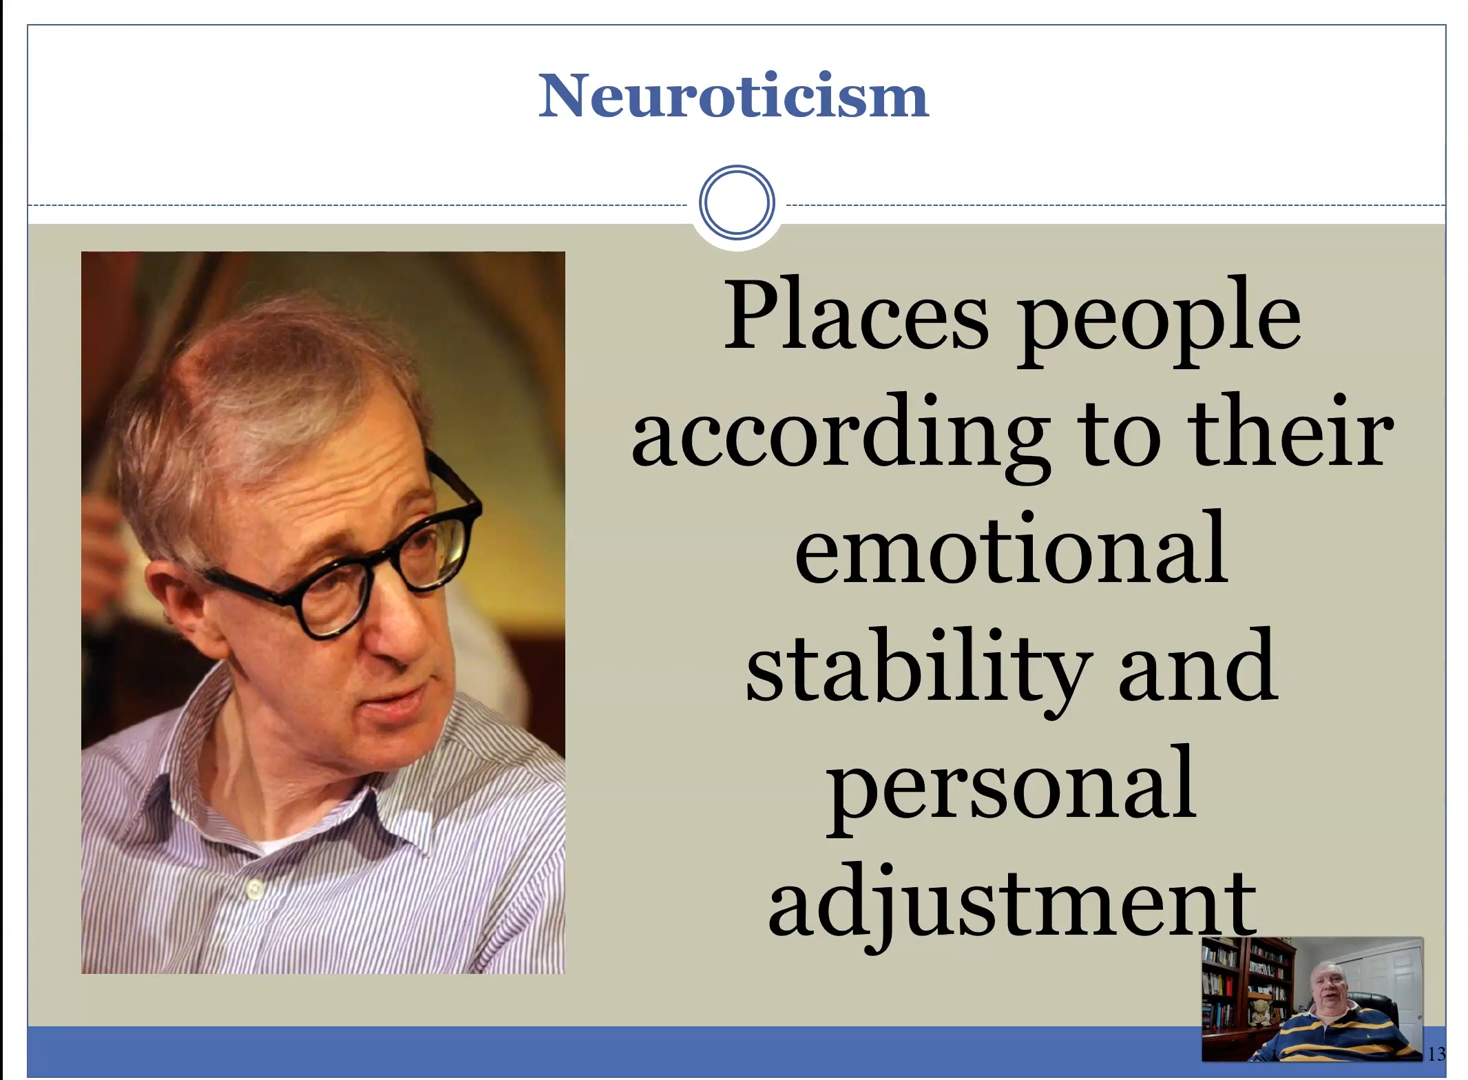 Neuroticism
Places people
according to their
emotional
stability and
personal
adjustment
13